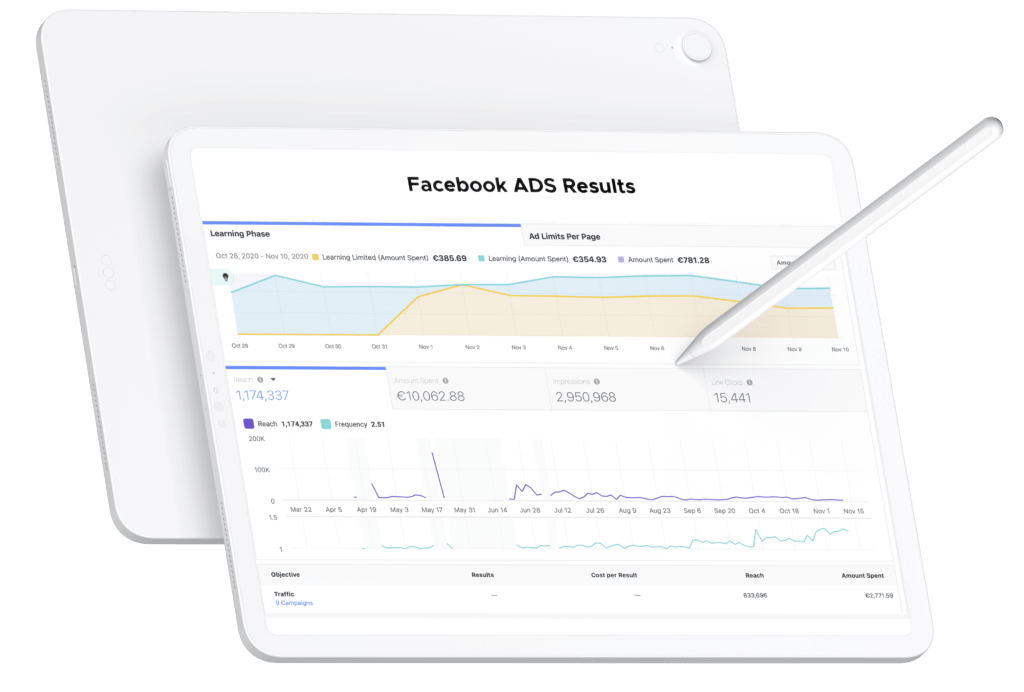 Facebook ADS Results
Learning Phase
Ad Limits Per Page
Oct 28, 2020 - Nov 10, 2020 Learning Limited (Amount Spent) €385.69 Learning (Amount Spent) €354.93 Amount Spent €781.28
Oct 28 Oct 29 Oct 30 Oct 31 Nov 1 Nov 2 Nov 3 Nov 4 Nov 5 Nov 6 Nov 8 Nov 9 Nov 10
Reach Amount Spent Impressions Link Clicks
1,174,337 €10,062.88 2,950,968 15,441
Reach 1,174,337 Frequency 2.51
200K
100K
0
Mar 22 Apr 5 Apr 19 May 3 May 17 May 31 Jun 14 Jun 28 Jul 12 Jul 26 Aug 9 Aug 23 Sep 6 Sep 20 Oct 4 Oct 18 Nov 1 Nov 15
1.5
1
Objective Results Cost per Result Reach Amount Spent
Traffic — — 833,696 €2,771.59
9 Campaigns